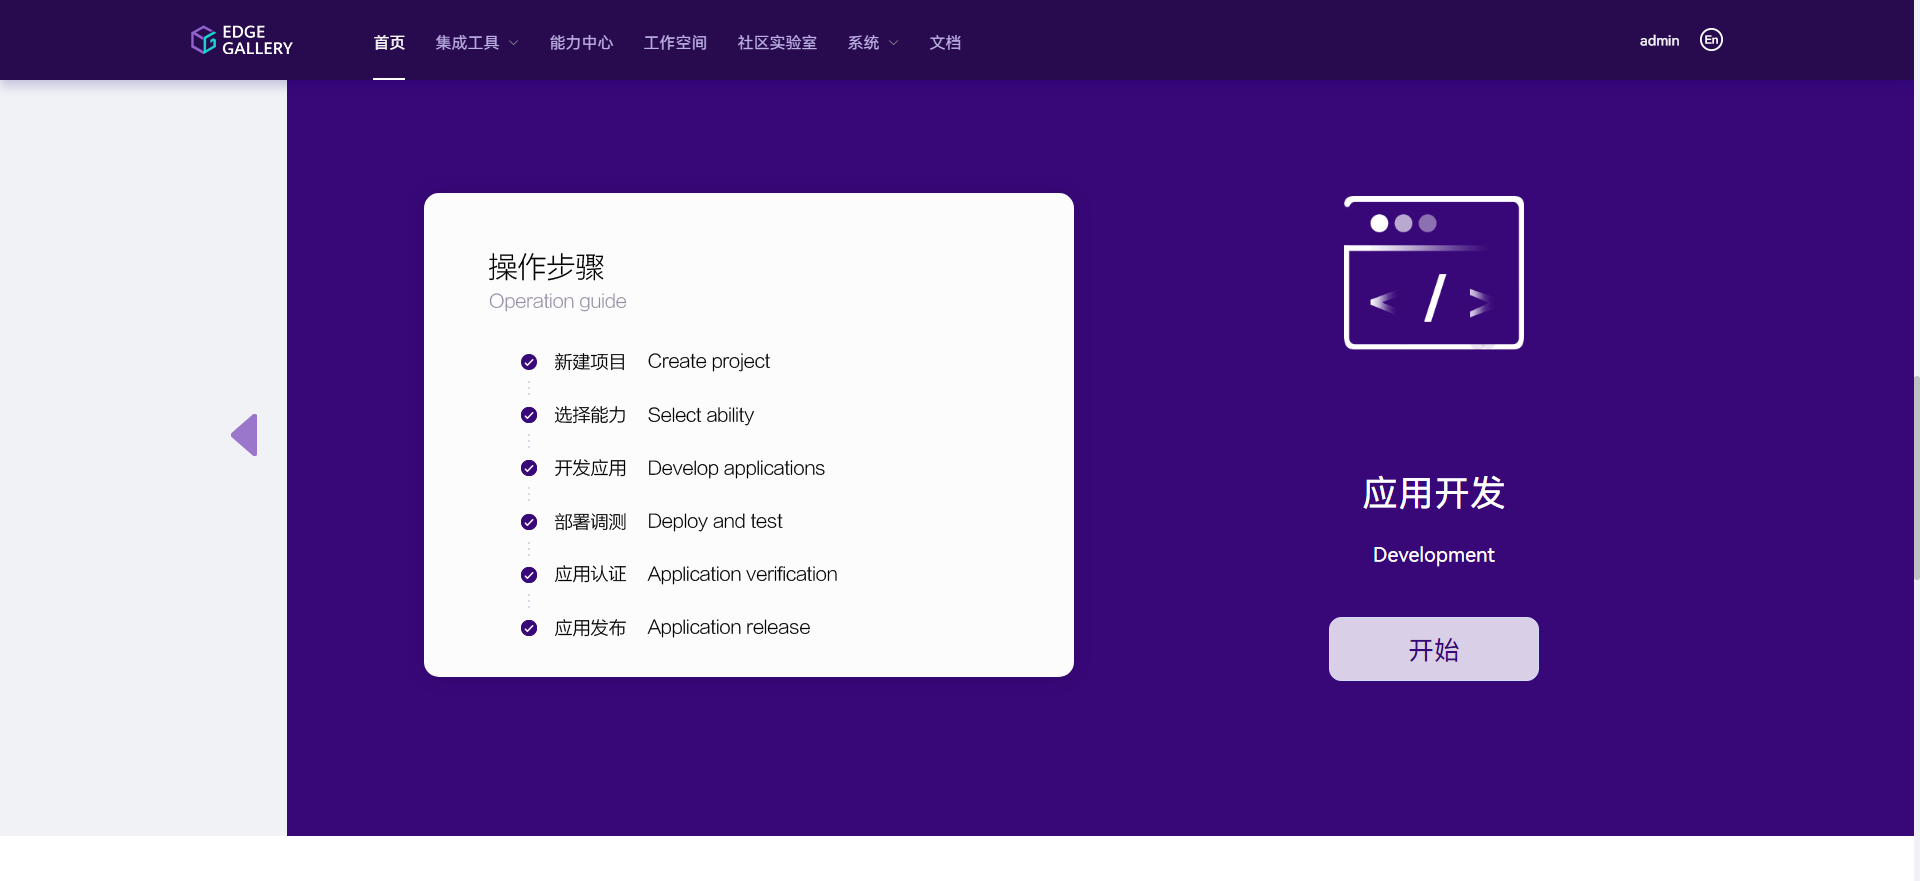 EDGE
GALLERY
首页 集成工具 能力中心 工作空间 社区实验室 系统 文档
admin En
操作步骤
Operation guide
新建项目 Create project
选择能力 Select ability
开发应用 Develop applications
部署调测 Deploy and test
应用认证 Application verification
应用发布 Application release
< / >
应用开发
Development
开始